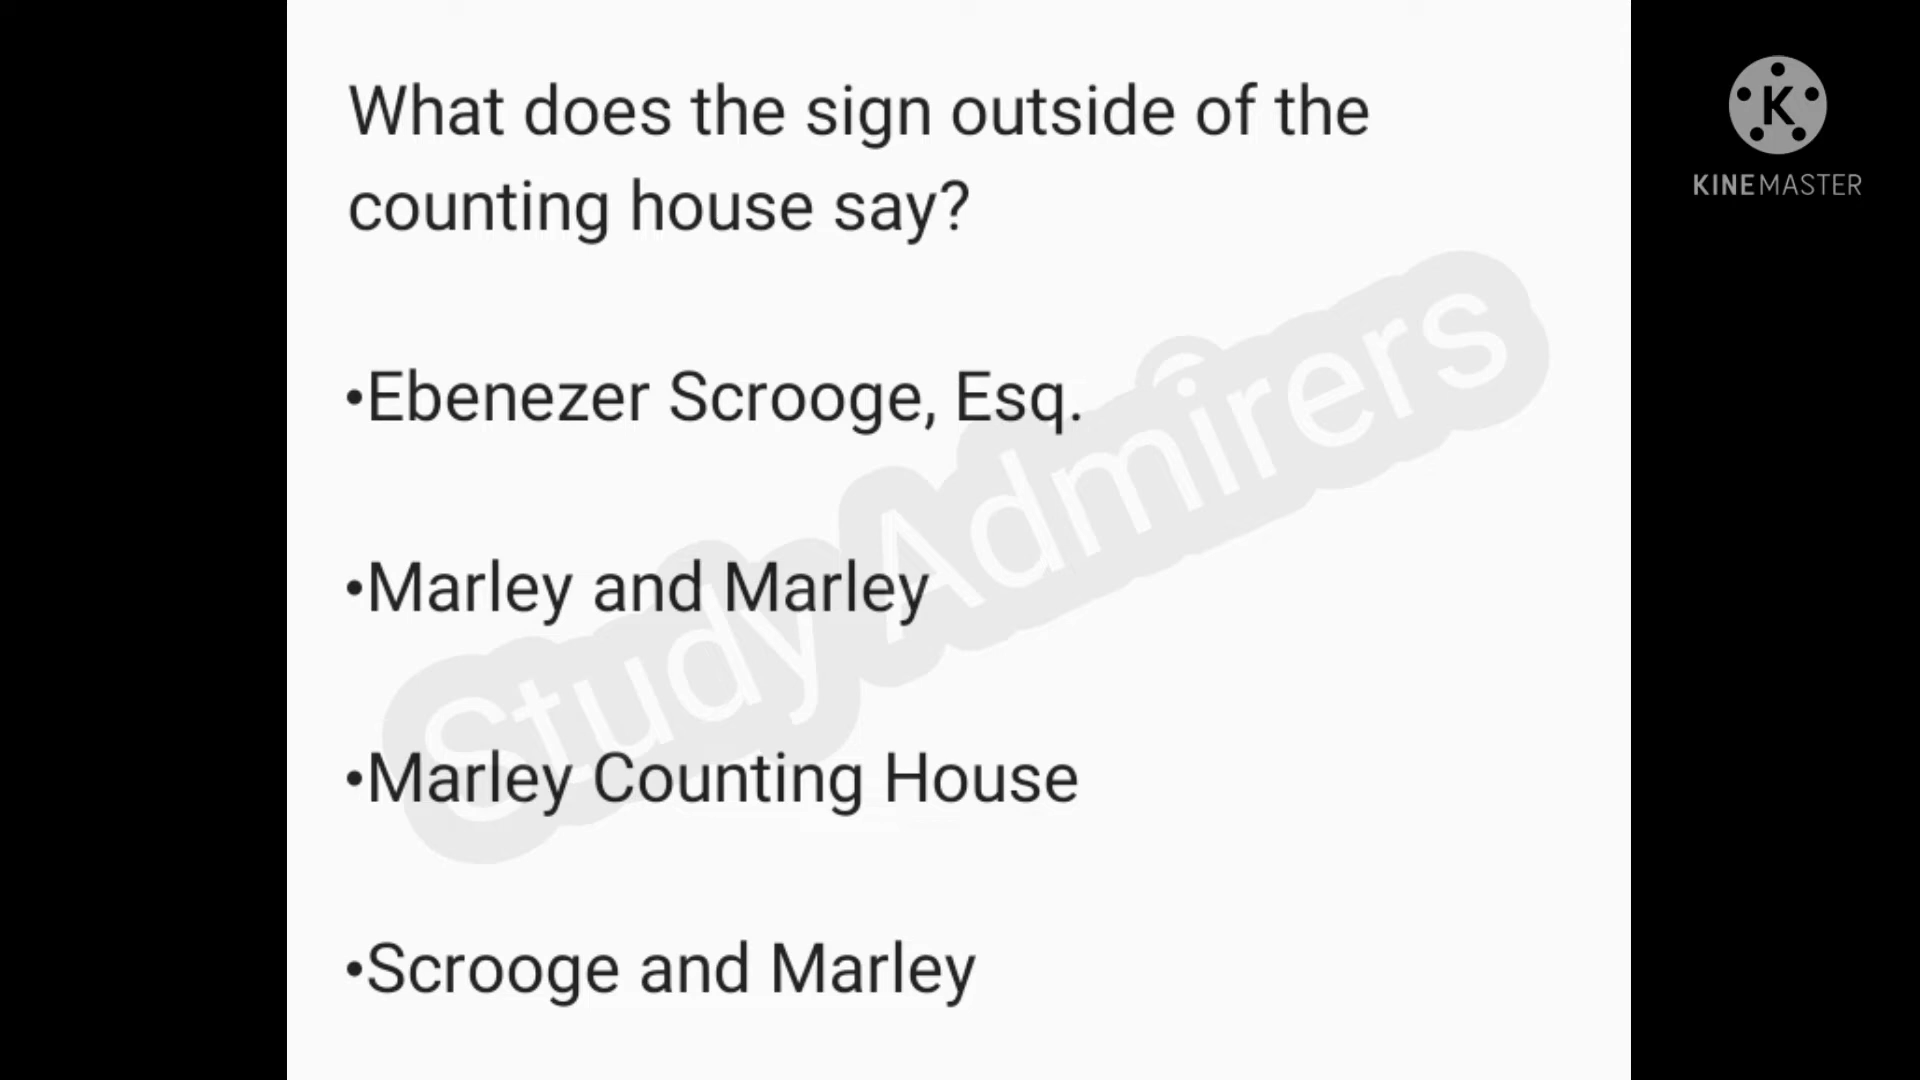 What does the sign outside of the
counting house say?
•Ebenezer Scrooge, Esq.
•Marley and Marley
•Marley Counting House
•Scrooge and Marley
Study Admirers
K
KINEMASTER